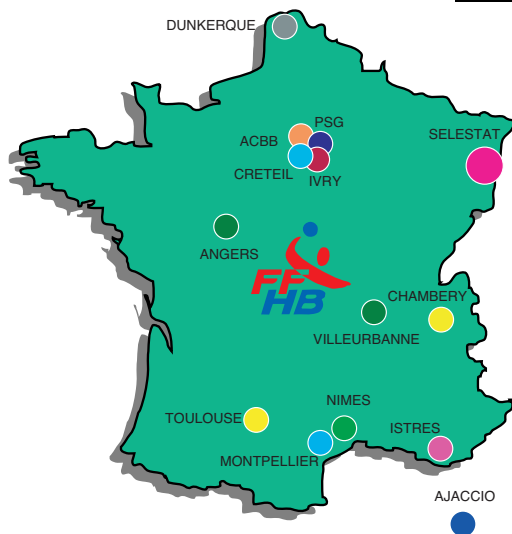 DUNKERQUE
PSG
ACBB
SELESTAT
CRETEIL
IVRY
ANGERS
FF
HB
CHAMBERY
VILLEURBANNE
NIMES
TOULOUSE
ISTRES
MONTPELLIER
AJACCIO